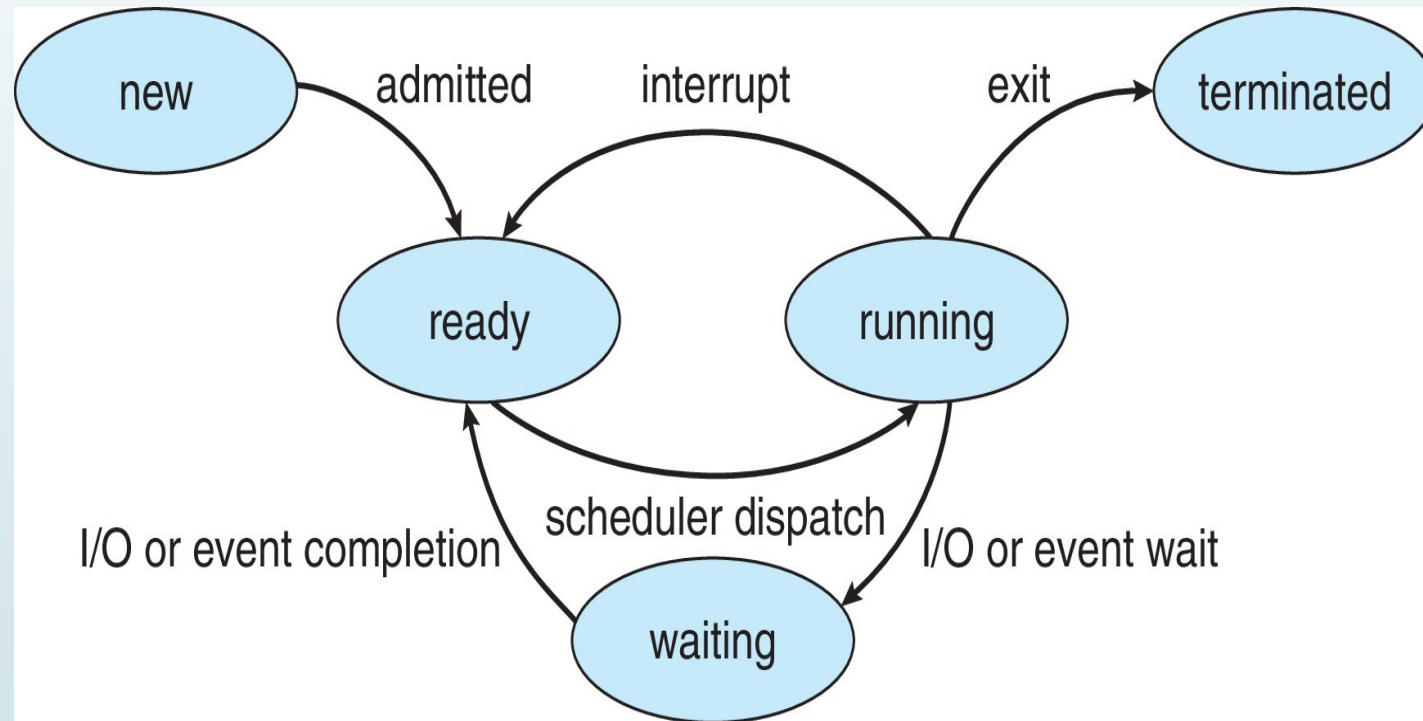 new
admitted
interrupt
exit
terminated
ready
running
scheduler dispatch
I/O or event completion
I/O or event wait
waiting